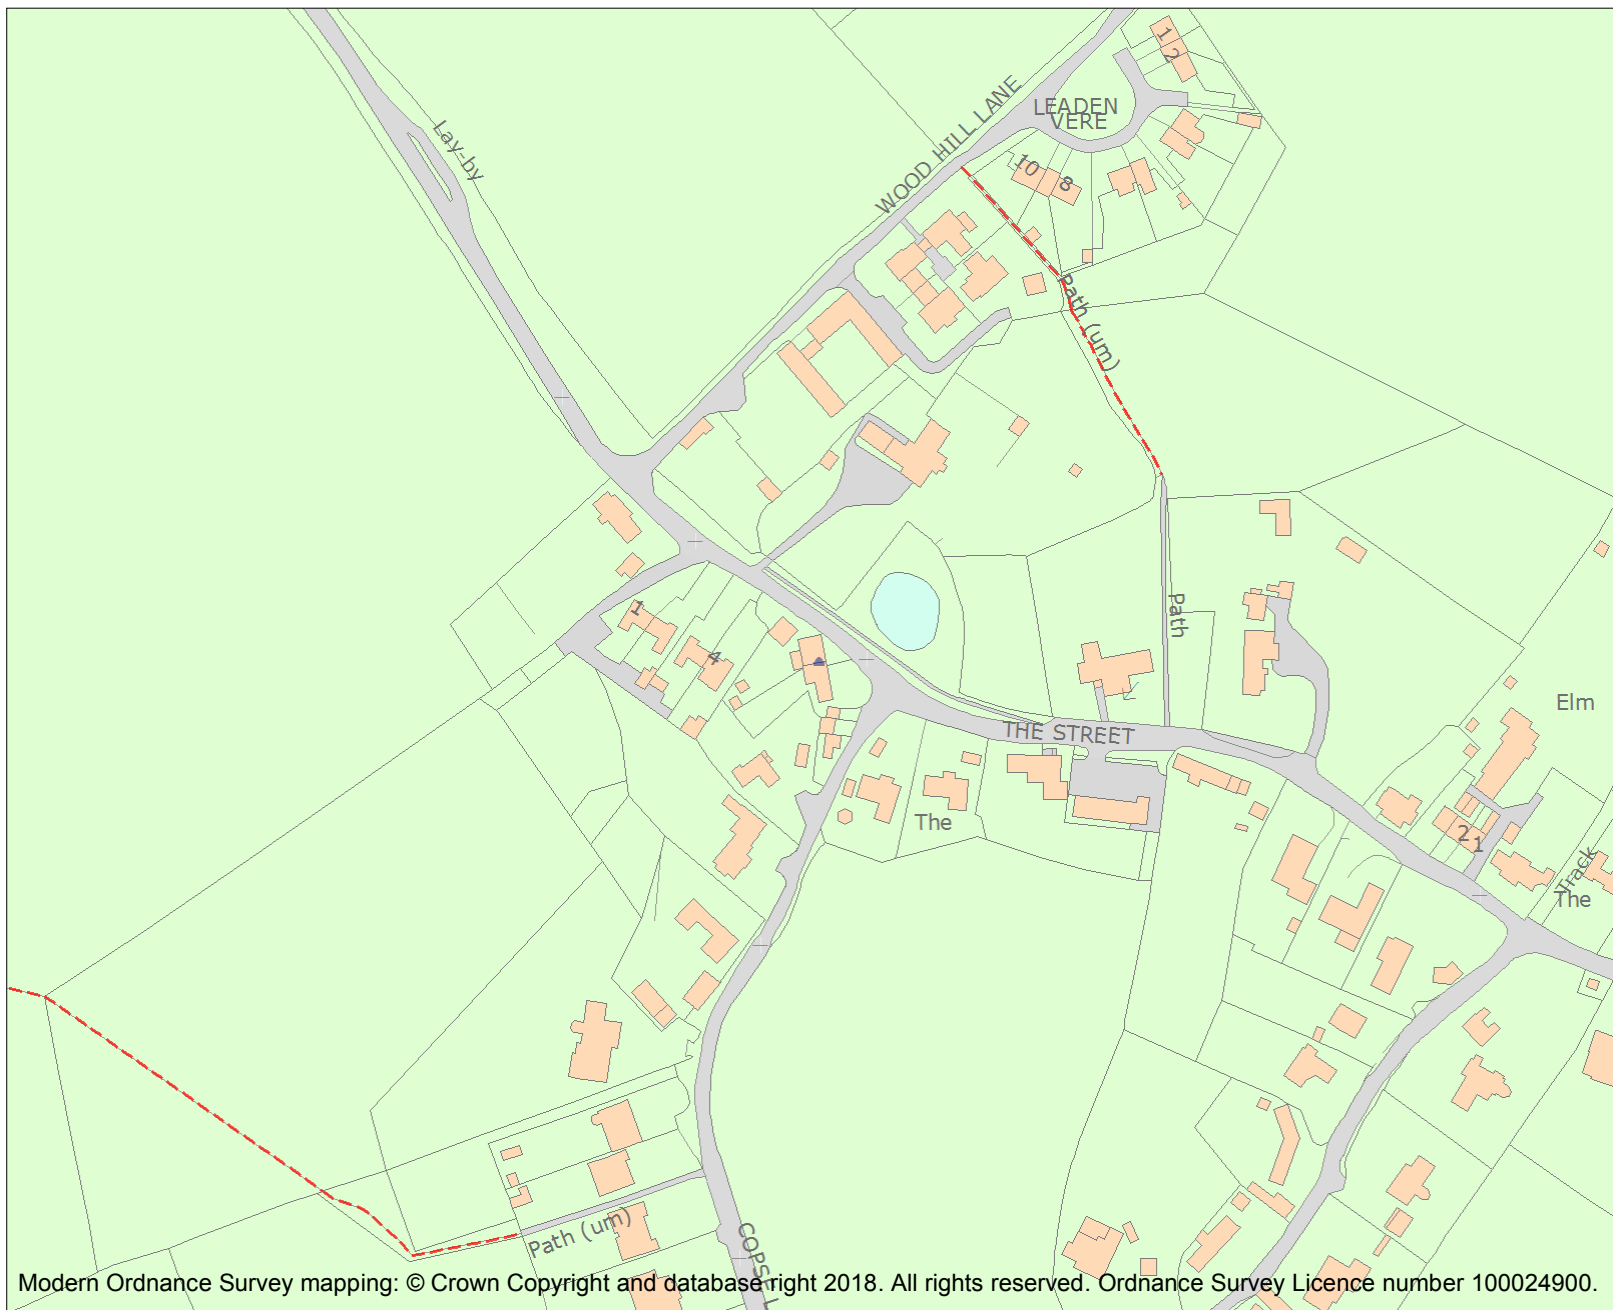 12
LEADEN
VERE
Lay-by
WOOD HILL LANE
10
8
Path (um)
Path
1
4
Elm
THE STREET
The
2
1
Track
The
Path (um)
COPSE L
Modern Ordnance Survey mapping: © Crown Copyright and database right 2018. All rights reserved. Ordnance Survey Licence number 100024900.